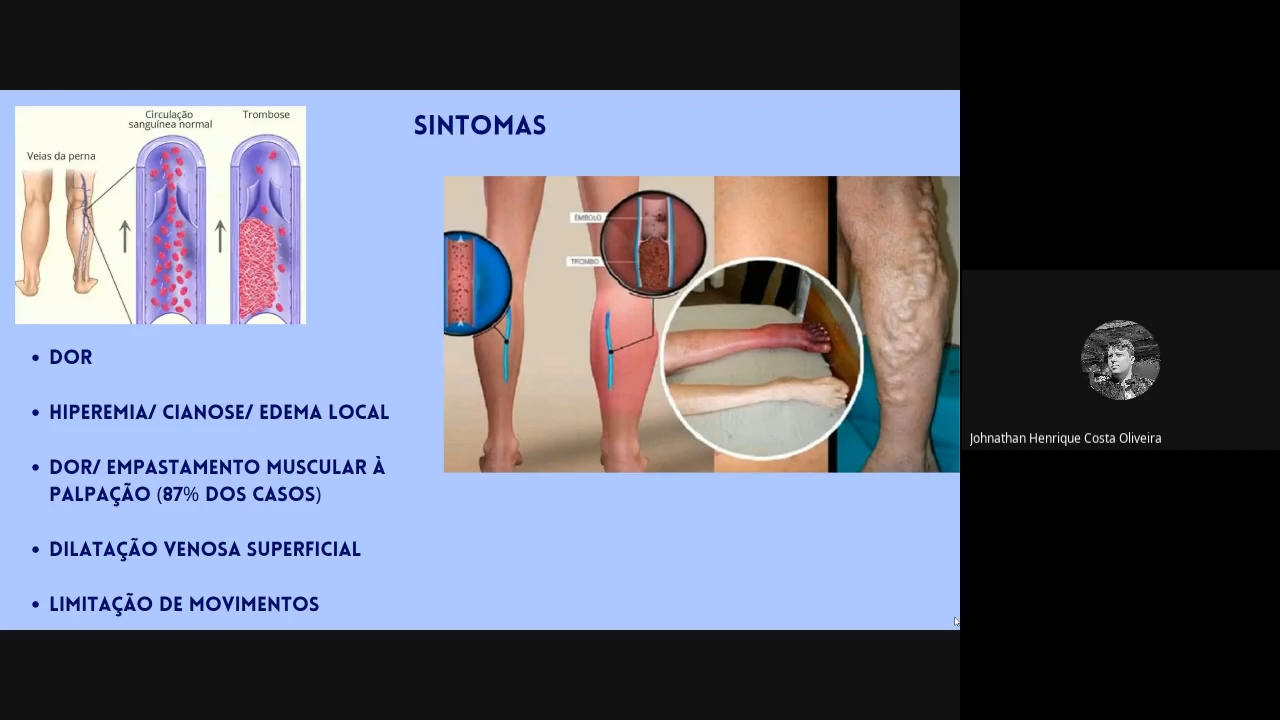 SINTOMAS
Circulação
sanguínea normal
Trombose
Veias da perna
ÊMBOLO
TROMBO
• DOR
• HIPEREMIA/ CIANOSE/ EDEMA LOCAL
• DOR/ EMPASTAMENTO MUSCULAR À
PALPAÇÃO (87% DOS CASOS)
• DILATAÇÃO VENOSA SUPERFICIAL
• LIMITAÇÃO DE MOVIMENTOS
Johnathan Henrique Costa Oliveira